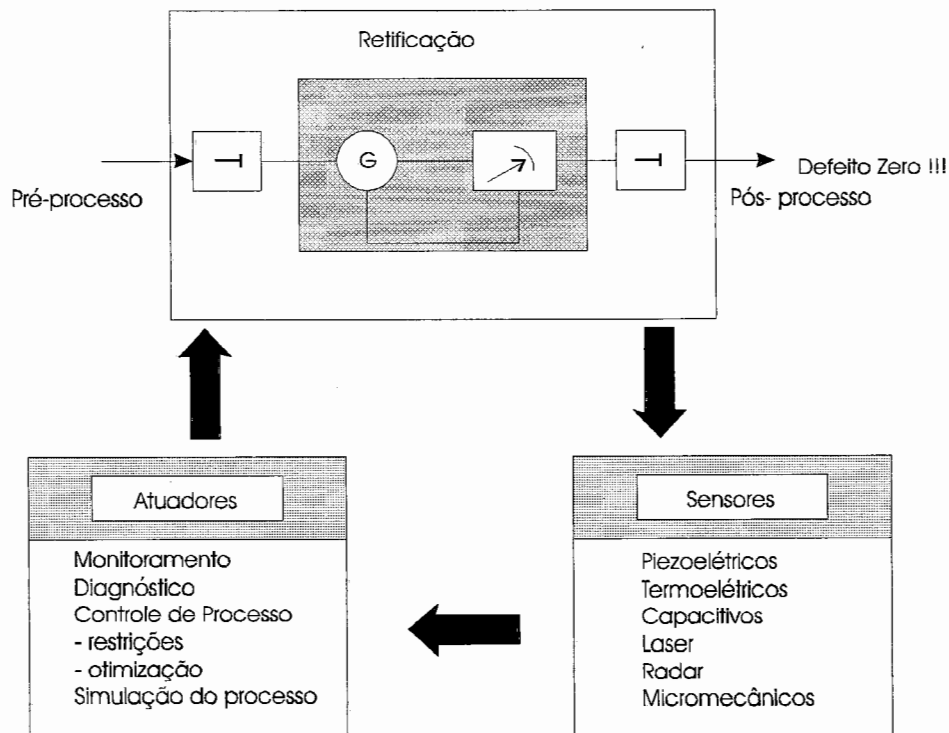 Retificação
G
Pré-processo
Defeito Zero !!!
Pós- processo
Atuadores
Monitoramento
Diagnóstico
Controle de Processo
- restrições
- otimização
Simulação do processo
Sensores
Piezoelétricos
Termoelétricos
Capacitivos
Laser
Radar
Micromecânicos